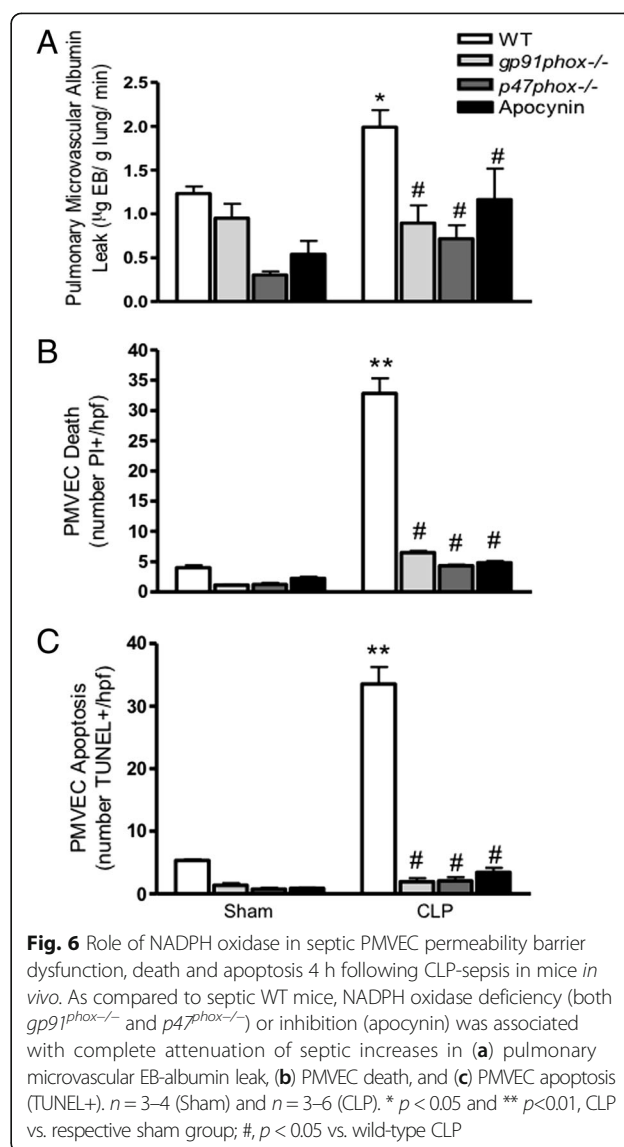 A
WT
gp91phox-/-
p47phox-/-
Apocynin
Pulmonary Microvascular Albumin
Leak (µg EB/ g lung/ min)
2.5
2.0
1.5
1.0
0.5
0.0
*
#
#
#
B
PMVEC Death
(number PI+/hpf)
40
35
30
25
20
15
10
5
0
**
#
#
#
C
PMVEC Apoptosis
(number TUNEL+/hpf)
40
30
20
10
0
**
#
#
#
Sham
CLP
Fig. 6 Role of NADPH oxidase in septic PMVEC permeability barrier
dysfunction, death and apoptosis 4 h following CLP-sepsis in mice in
vivo. As compared to septic WT mice, NADPH oxidase deficiency (both
gp91phox−/− and p47phox−/−) or inhibition (apocynin) was associated
with complete attenuation of septic increases in (a) pulmonary
microvascular EB-albumin leak, (b) PMVEC death, and (c) PMVEC apoptosis
(TUNEL+). n = 3–4 (Sham) and n = 3–6 (CLP). * p < 0.05 and ** p<0.01, CLP
vs. respective sham group; #, p < 0.05 vs. wild-type CLP